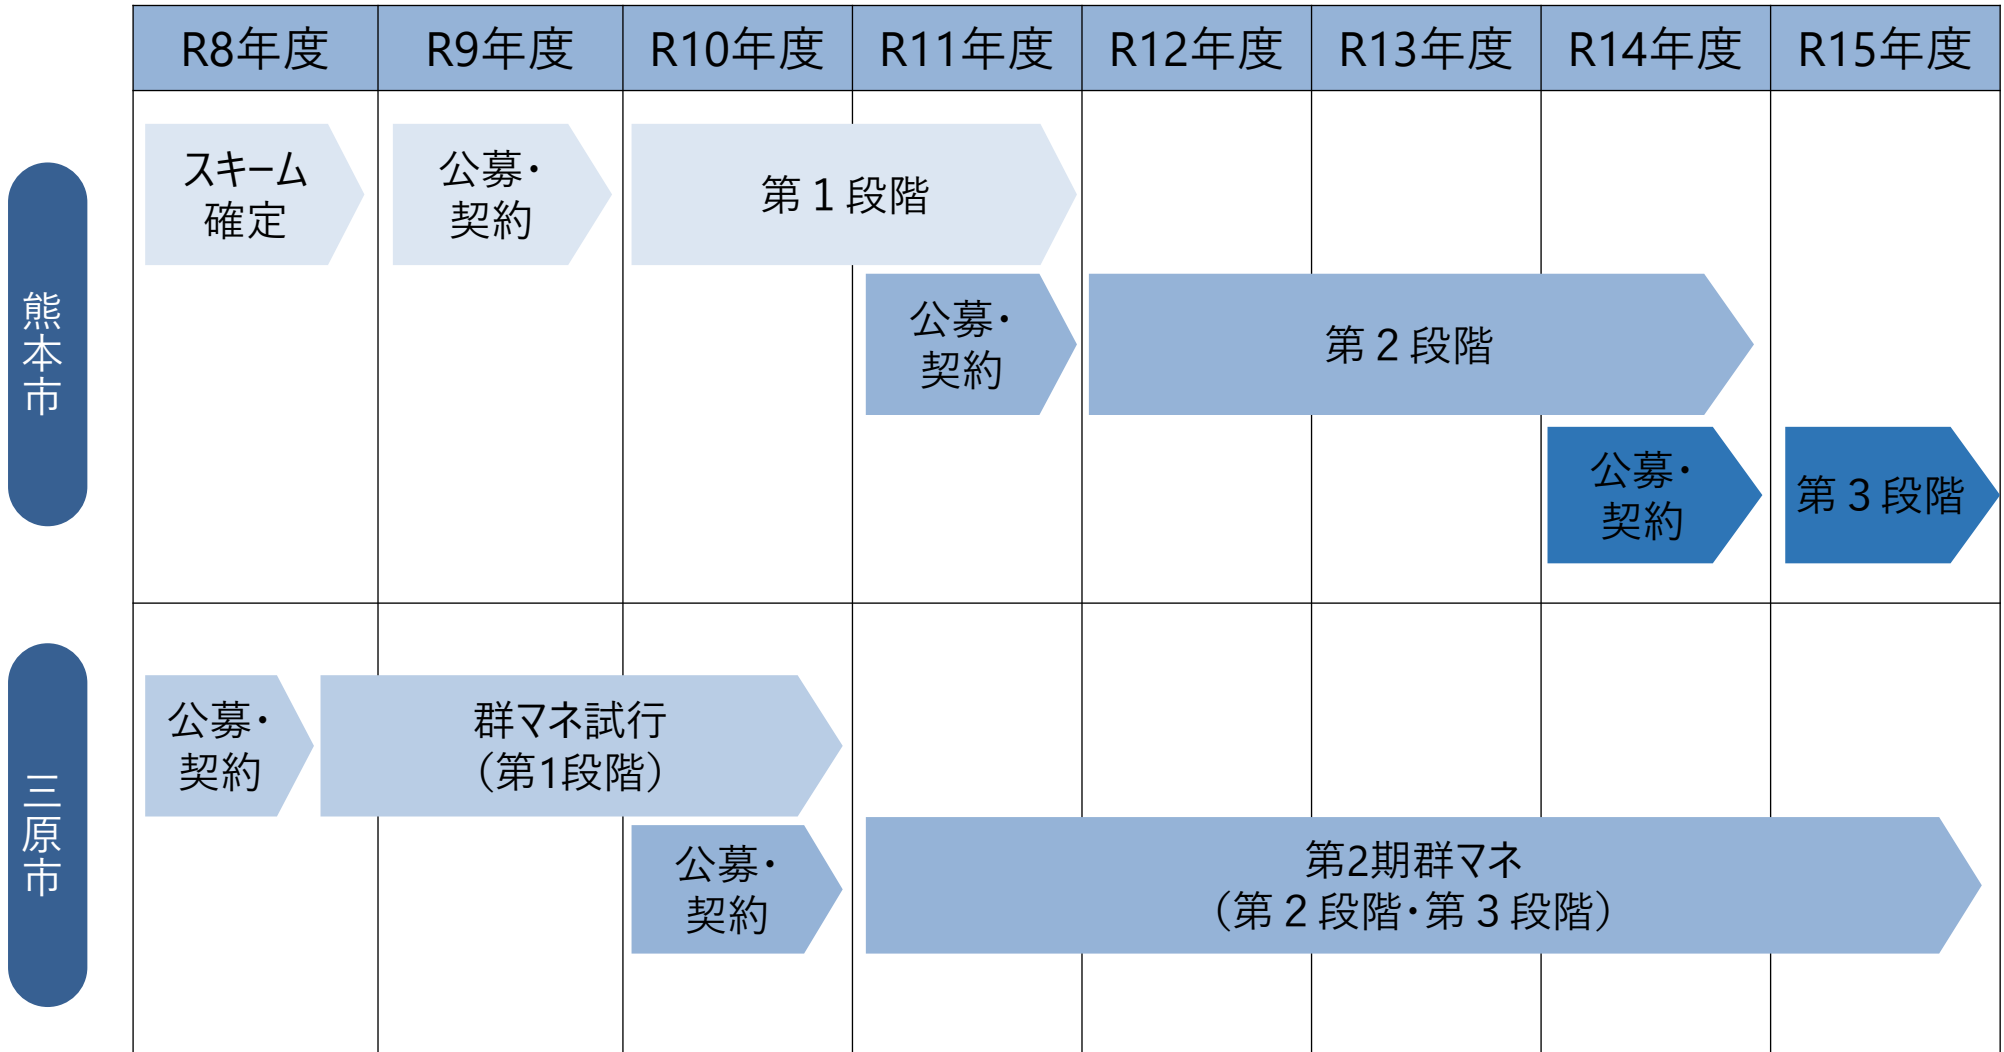 R8年度
R9年度
R10年度
R11年度
R12年度
R13年度
R14年度
R15年度
熊本市
スキーム
確定
公募・
契約
第１段階
公募・
契約
第２段階
公募・
契約
第３段階
三原市
公募・
契約
群マネ試行
（第1段階）
公募・
契約
第2期群マネ
（第２段階・第３段階）